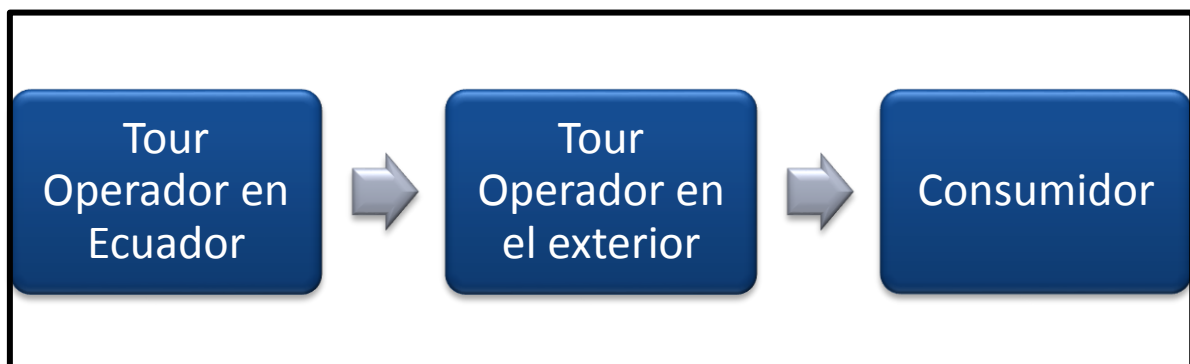 Tour
Operador en
Ecuador
Tour
Operador en
el exterior
Consumidor